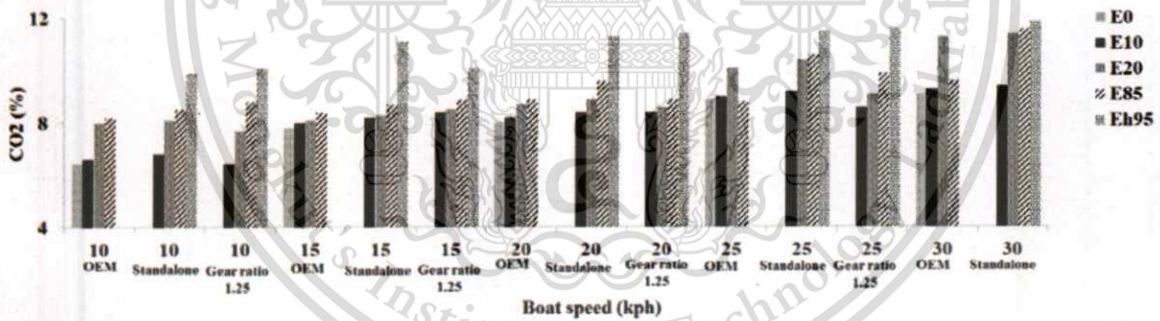 12
8
4
CO2 (%)
E0
E10
E20
E85
Eh95
10 10 10 15 15 15 20 20 20 25 25 25 30 30
OEM Standalone Gear ratio 1.25 OEM Standalone Gear ratio 1.25 OEM Standalone Gear ratio 1.25 OEM Standalone Gear ratio 1.25 OEM Standalone
Boat speed (kph)